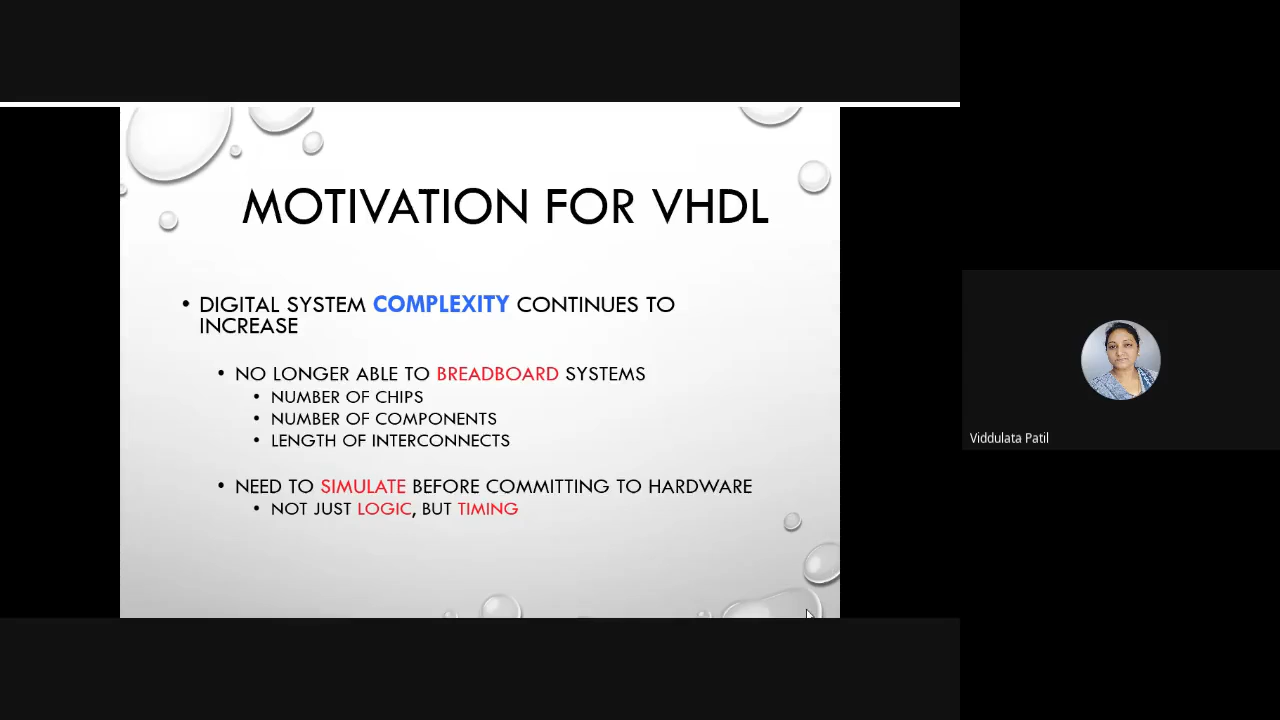 MOTIVATION FOR VHDL
• DIGITAL SYSTEM COMPLEXITY CONTINUES TO
INCREASE
• NO LONGER ABLE TO BREADBOARD SYSTEMS
• NUMBER OF CHIPS
• NUMBER OF COMPONENTS
• LENGTH OF INTERCONNECTS
• NEED TO SIMULATE BEFORE COMMITTING TO HARDWARE
• NOT JUST LOGIC, BUT TIMING
Viddulata Patil